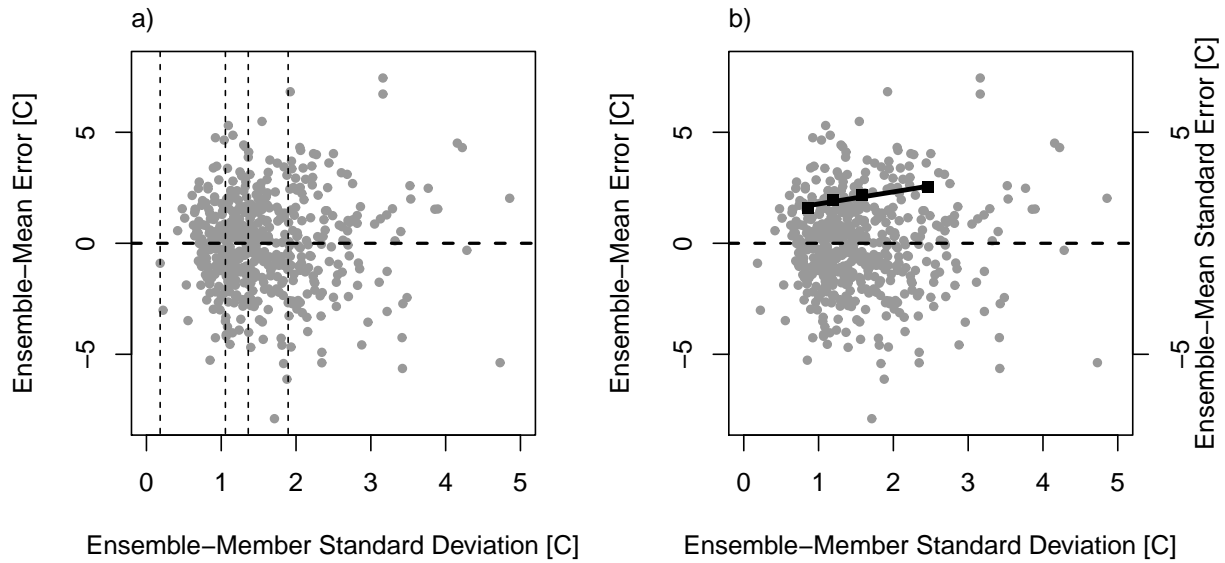 a)
Ensemble−Mean Error [C]
5
0
−5
0 1 2 3 4 5
Ensemble−Member Standard Deviation [C]
b)
Ensemble−Mean Error [C]
5
0
−5
0 1 2 3 4 5
Ensemble−Member Standard Deviation [C]
5
−5
Ensemble−Mean Standard Error [C]